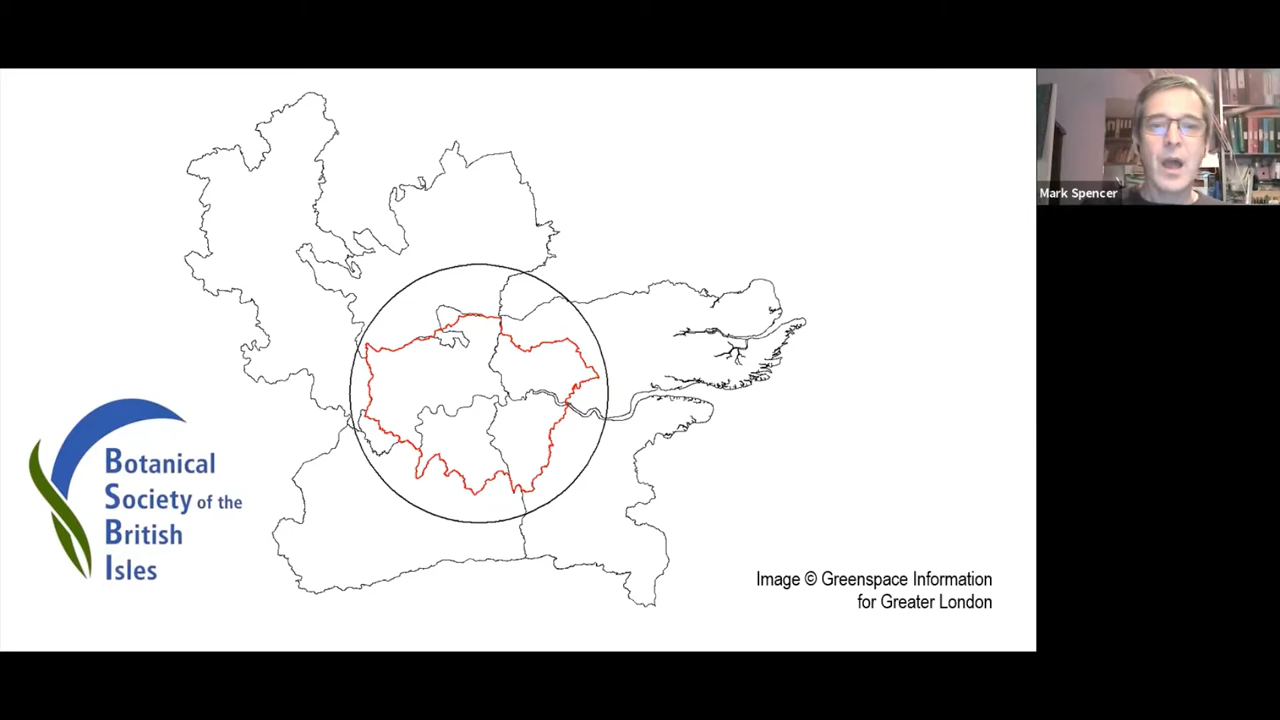 Mark Spencer
Botanical
Society of the
British
Isles
Image © Greenspace Information
for Greater London